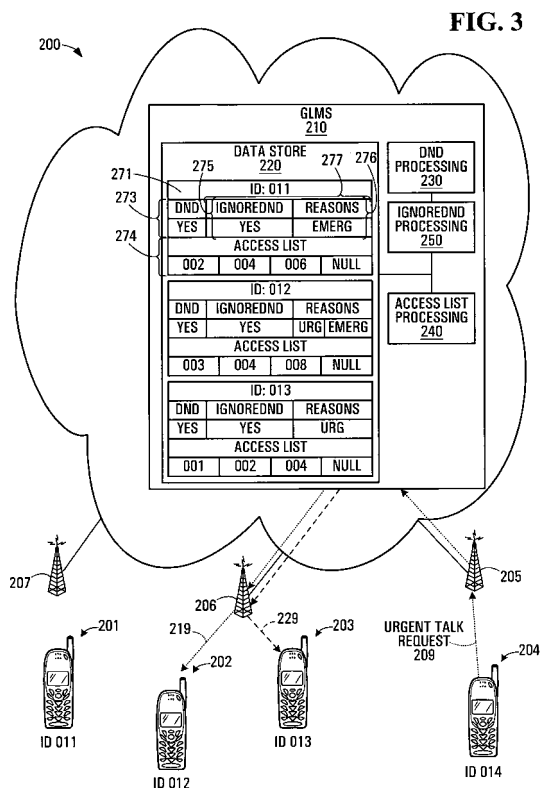 FIG. 3
200
GLMS
210
DATA STORE
220
271
273
274
275
277
276
ID: 011
DND IGNOREDND REASONS
YES YES EMERG
ACCESS LIST
002 004 006 NULL
ID: 012
DND IGNOREDND REASONS
YES YES URG EMERG
ACCESS LIST
003 004 008 NULL
ID: 013
DND IGNOREDND REASONS
YES YES URG
ACCESS LIST
001 002 004 NULL
DND
PROCESSING
230
IGNOREDND
PROCESSING
250
ACCESS LIST
PROCESSING
240
207
206
205
201
219
229
203
202
URGENT TALK
REQUEST
209
204
ID 011
ID 012
ID 013
ID 014